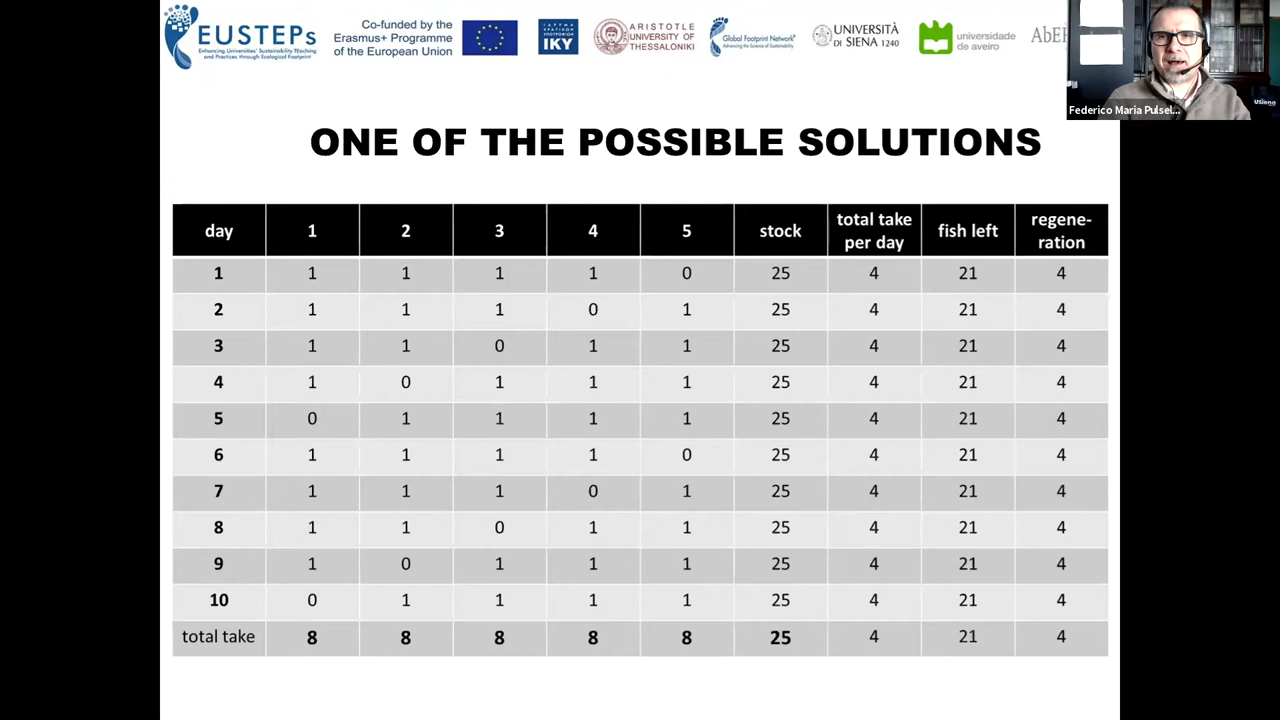 EUSTEPs
Enhancing Universities' Sustainability TEaching
and Practices through Ecological Footprint
Co-funded by the
Erasmus+ Programme
of the European Union
IKY
ARISTOTLE
UNIVERSITY OF
THESSALONIKI
Global Footprint Network
Advancing the Science of Sustainability
UNIVERSITÀ
DI SIENA 1240
universidade
de aveiro
Federico Maria Pulsel...
USiena
ONE OF THE POSSIBLE SOLUTIONS
day 1 2 3 4 5 stock total take per day fish left regene-ration
1 1 1 1 1 0 25 4 21 4
2 1 1 1 0 1 25 4 21 4
3 1 1 0 1 1 25 4 21 4
4 1 0 1 1 1 25 4 21 4
5 0 1 1 1 1 25 4 21 4
6 1 1 1 1 0 25 4 21 4
7 1 1 1 0 1 25 4 21 4
8 1 1 0 1 1 25 4 21 4
9 1 0 1 1 1 25 4 21 4
10 0 1 1 1 1 25 4 21 4
total take 8 8 8 8 8 25 4 21 4